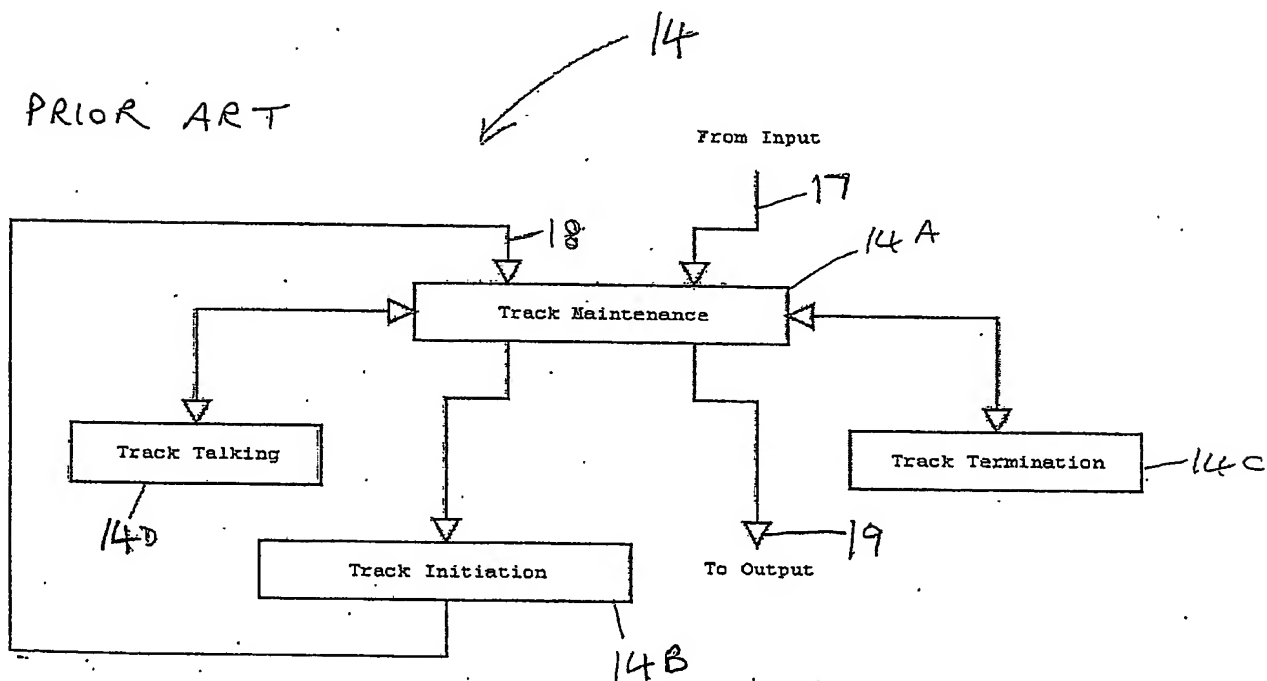 14
PRIOR ART
From Input
17
18
14A
Track Maintenance
Track Talking
Track Termination
14C
14D
19
Track Initiation
To Output
14B